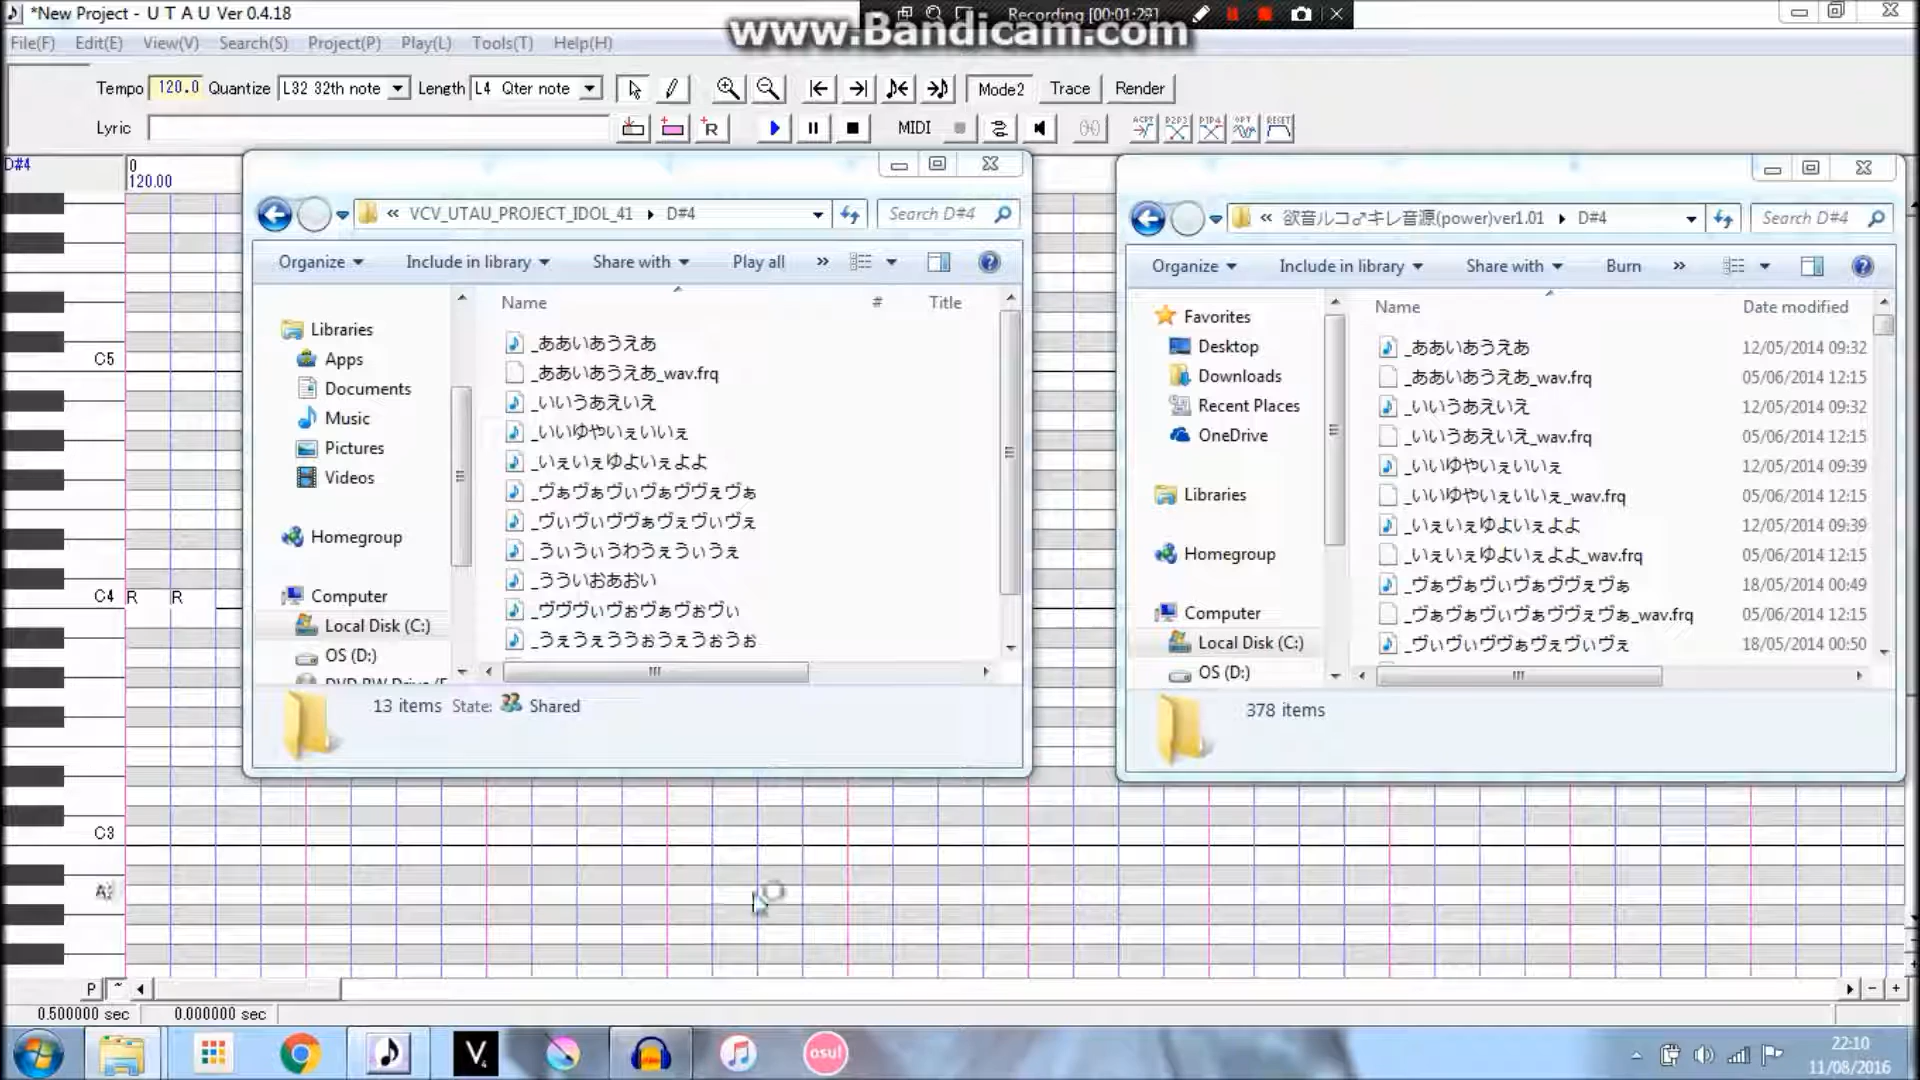 *New Project - U T A U Ver 0.4.18
Recording [00:01:29]
www.Bandicam.com
File(F) Edit(E) View(V) Search(S) Project(P) Play(L) Tools(T) Help(H)
Tempo 120.0 Quantize L32 32th note Length L4 Qter note Mode2 Trace Render
Lyric R MIDI ACPT P2P3 P1P4 OPT RESET
D#4 0
120.00
C5
C4 R R
C3
VCV_UTAU_PROJECT_IDOL_41 D#4 Search D#4
Organize Include in library Share with Play all »
Name # Title
Libraries
Apps
Documents
Music
Pictures
Videos
Homegroup
Computer
Local Disk (C:)
OS (D:)
_ああいあうえあ
_ああいあうえあ_wav.frq
_いいうあえいえ
_いいゆやいぇいいぇ
_いぇいぇゆよいぇよよ
_ヴぁヴぁヴぃヴぁヴヴぇヴぁ
_ヴぃヴぃヴヴぁヴぇヴぃヴぇ
_うぃうぃうわうぇうぃうぇ
_うういおあおい
_ヴヴヴぃヴぉヴぁヴぉヴぃ
_うぇうぇううぉうぇうぉうぉ
13 items State: Shared
« 欲音ルコ♂キレ音源(power)ver1.01 D#4 Search D#4
Organize Include in library Share with Burn »
Name Date modified
Favorites
Desktop
Downloads
Recent Places
OneDrive
Libraries
Homegroup
Computer
Local Disk (C:)
OS (D:)
_ああいあうえあ 12/05/2014 09:32
_ああいあうえあ_wav.frq 05/06/2014 12:15
_いいうあえいえ 12/05/2014 09:32
_いいうあえいえ_wav.frq 05/06/2014 12:15
_いいゆやいぇいいぇ 12/05/2014 09:39
_いいゆやいぇいいぇ_wav.frq 05/06/2014 12:15
_いぇいぇゆよいぇよよ 12/05/2014 09:39
_いぇいぇゆよいぇよよ_wav.frq 05/06/2014 12:15
_ヴぁヴぁヴぃヴぁヴヴぇヴぁ 18/05/2014 00:49
_ヴぁヴぁヴぃヴぁヴヴぇヴぁ_wav.frq 05/06/2014 12:15
_ヴぃヴぃヴヴぁヴぇヴぃヴぇ 18/05/2014 00:50
378 items
P ~
0.500000 sec 0.000000 sec
osu!
22:10
11/08/2016